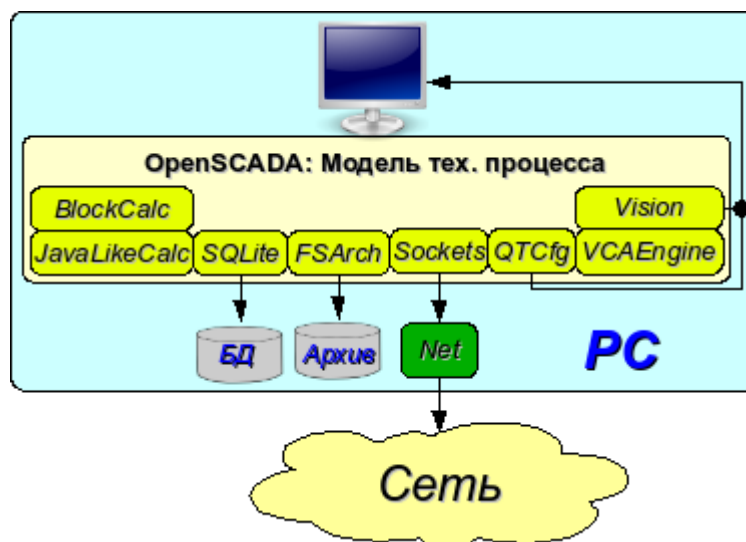 OpenSCADA: Модель тех. процесса
BlockCalc
Vision
JavaLikeCalc
SQLite
FSArch
Sockets
QTCfg
VCAEngine
БД
Архив
Net
PC
Сеть